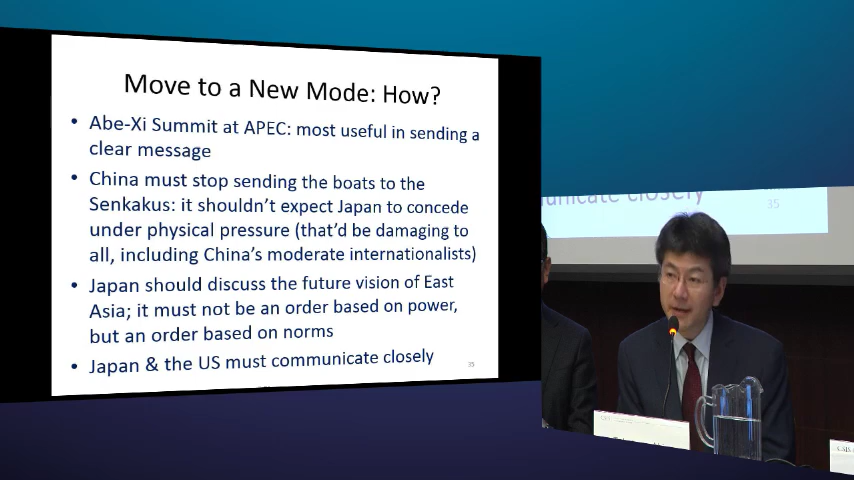 Move to a New Mode: How?
• Abe-Xi Summit at APEC: most useful in sending a
clear message
• China must stop sending the boats to the
Senkakus: it shouldn't expect Japan to concede
under physical pressure (that'd be damaging to
all, including China's moderate internationalists)
• Japan should discuss the future vision of East
Asia; it must not be an order based on power,
but an order based on norms
• Japan & the US must communicate closely
35
closely
35